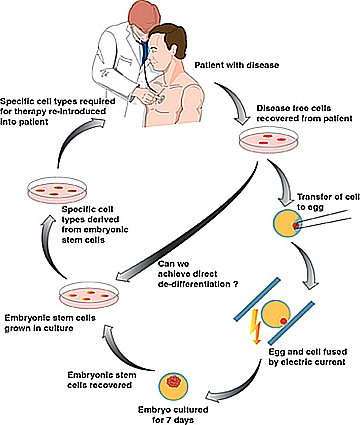 Patient with disease
Disease free cells
recovered from patient
Transfer of cell
to egg
Egg and cell fused
by electric current
Embryo cultured
for 7 days
Embryonic stem
cells recovered
Embryonic stem cells
grown in culture
Can we
achieve direct
de-differentiation ?
Specific cell
types derived
from embryonic
stem cells
Specific cell types required
for therapy re-introduced
into patient